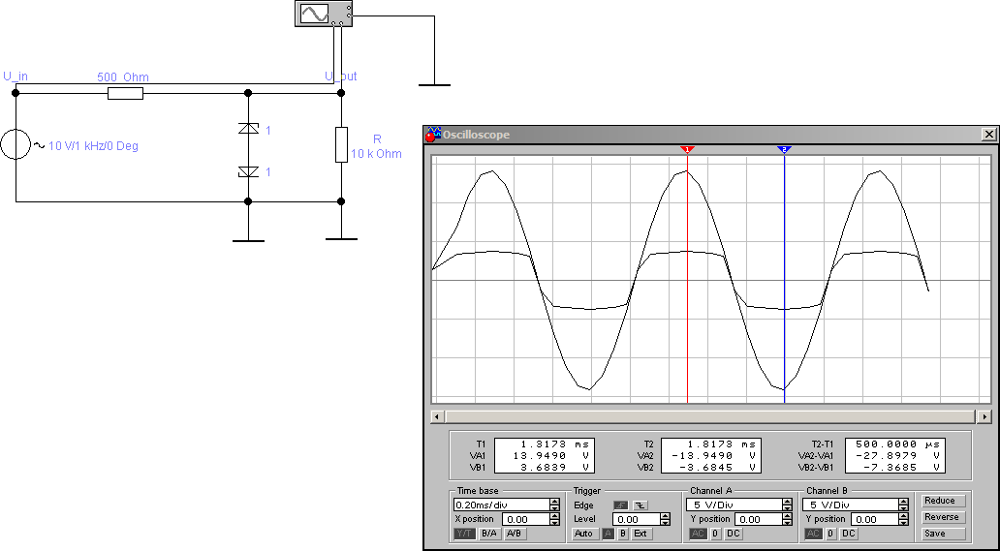 U_in
500 Ohm
U_out
1
R
10 V/1 kHz/0 Deg
10 k Ohm
1
Oscilloscope
1
2
T1 1.3173 ms T2 1.8173 ms T2-T1 500.0000 µs
VA1 13.9490 V VA2 -13.9490 V VA2-VA1 -27.8979 V
VB1 3.6839 V VB2 -3.6845 V VB2-VB1 -7.3685 V
Time base Trigger Channel A Channel B
0.20ms/div Edge 5 V/Div 5 V/Div Reduce
X position 0.00 Level 0.00 Y position 0.00 Y position 0.00 Reverse
Y/T B/A A/B Auto A B Ext AC 0 DC AC 0 DC Save